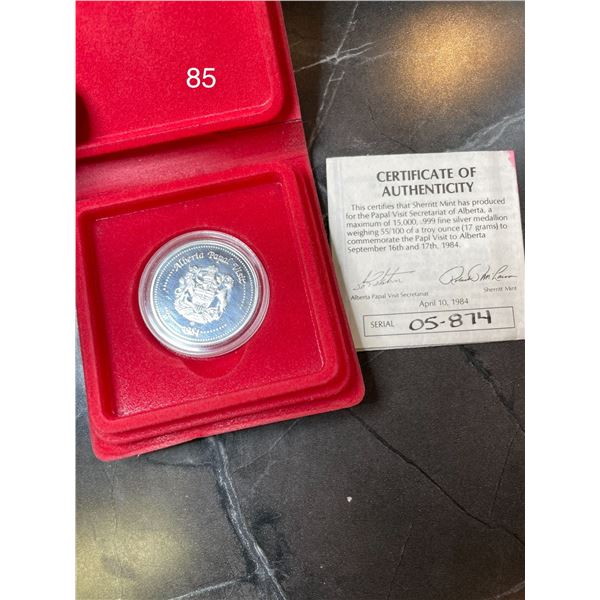 85
Alberta Papal Visit
1984
CERTIFICATE OF
AUTHENTICITY
This certifies that Sherritt Mint has produced
for the Papal Visit Secretariat of Alberta, a
maximum of 15,000, .999 fine silver medallion
weighing 55/100 of a troy ounce (17 grams) to
commemorate the Papl Visit to Alberta
September 16th and 17th, 1984.
Alberta Papal Visit Secretariat
Sherritt Mint
April 10, 1984
SERIAL 05-874